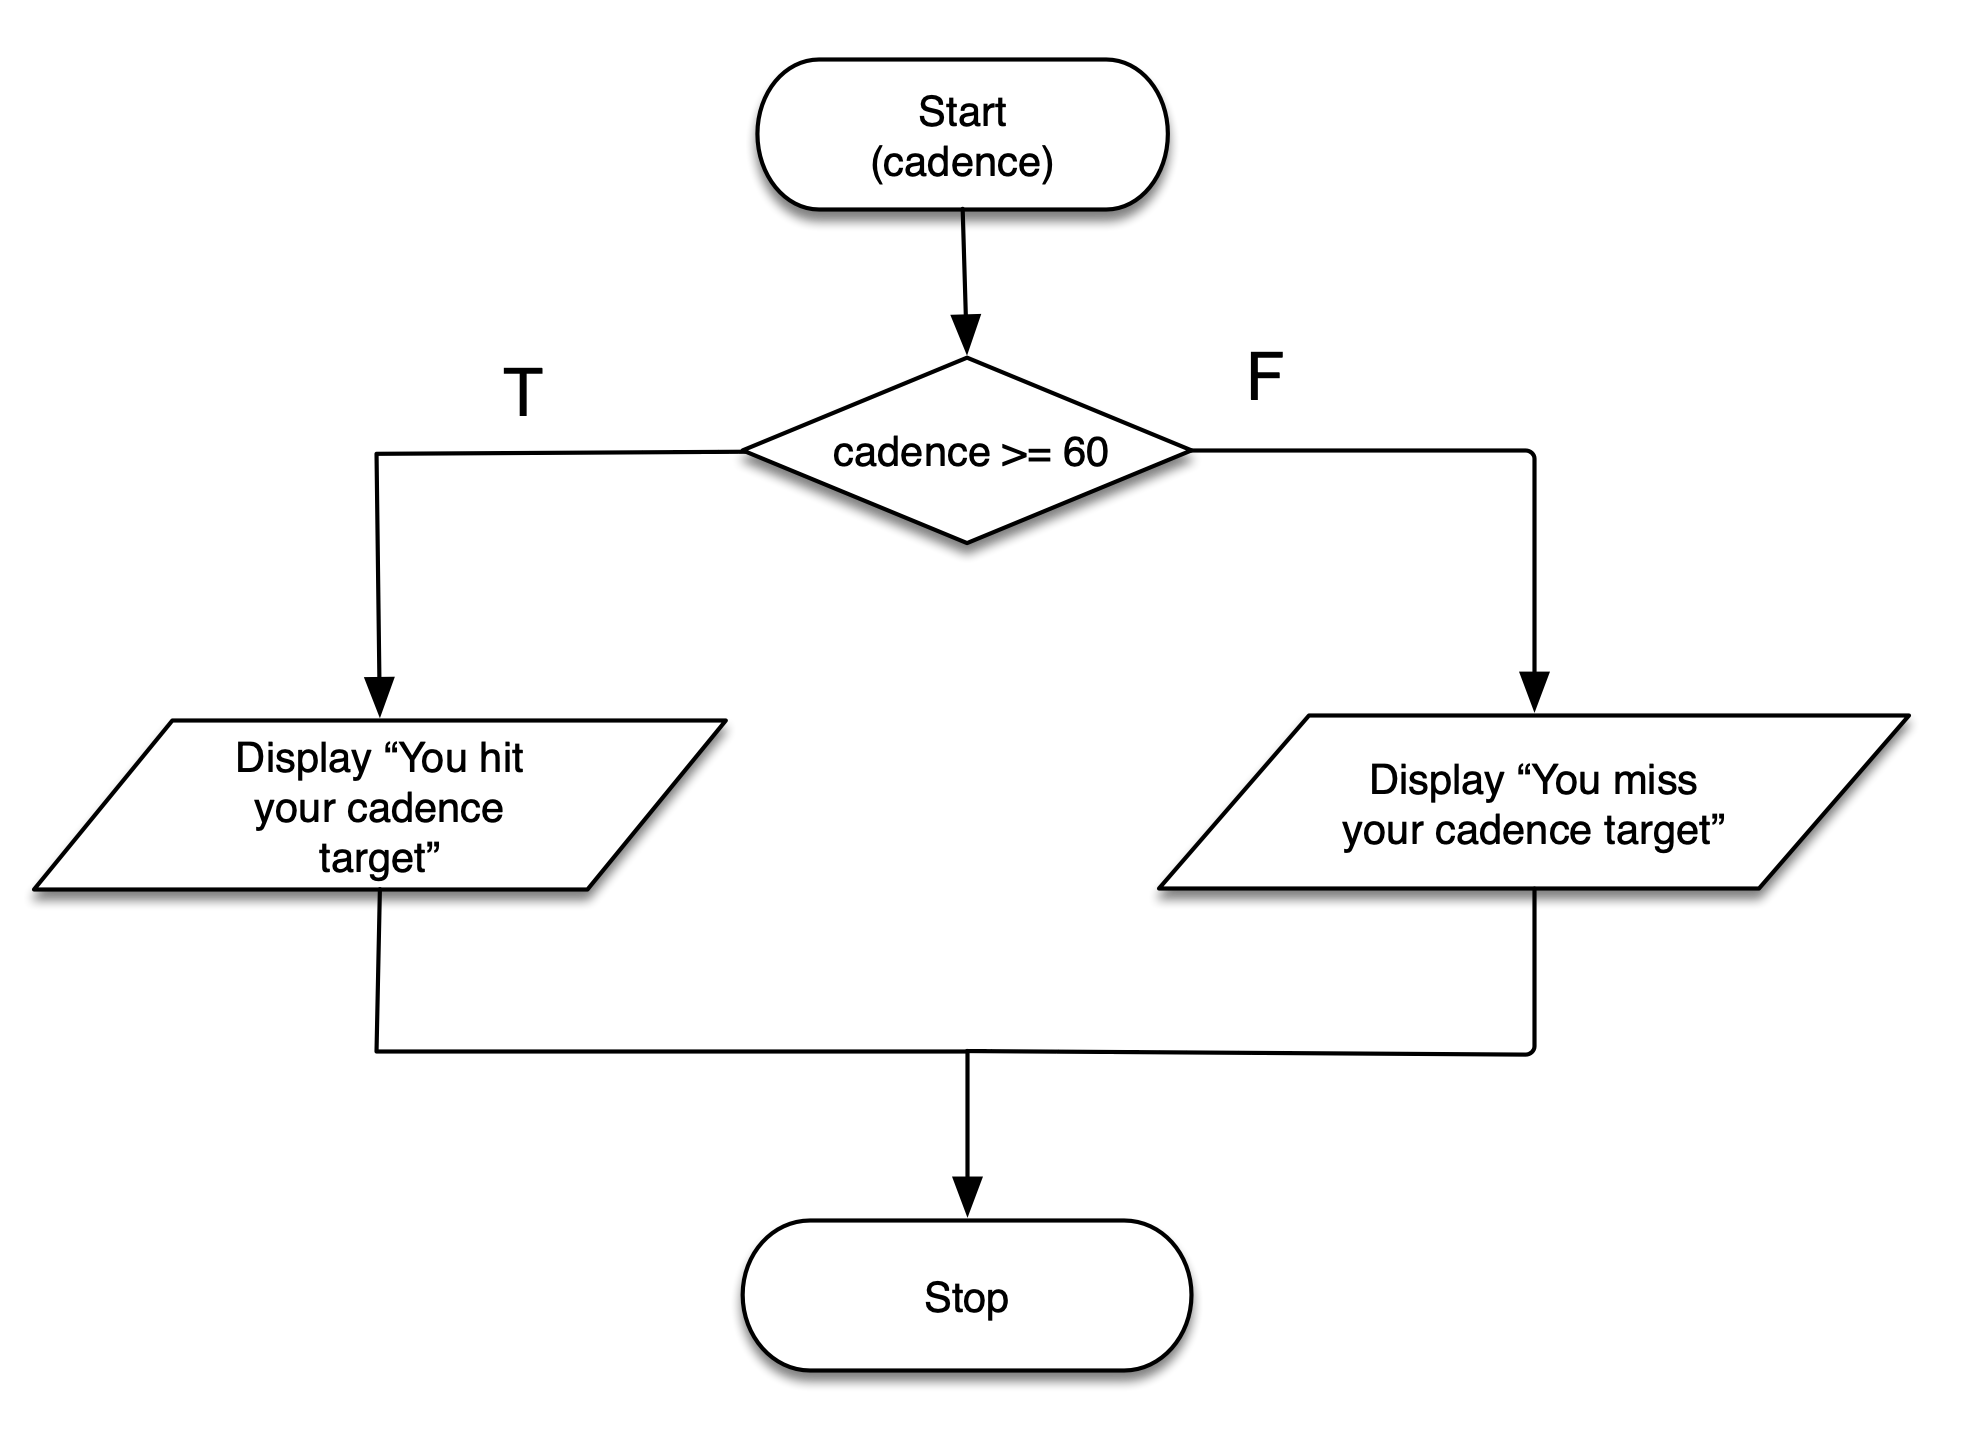 Start
(cadence)
T
F
cadence >= 60
Display “You hit
your cadence
target”
Display “You miss
your cadence target”
Stop